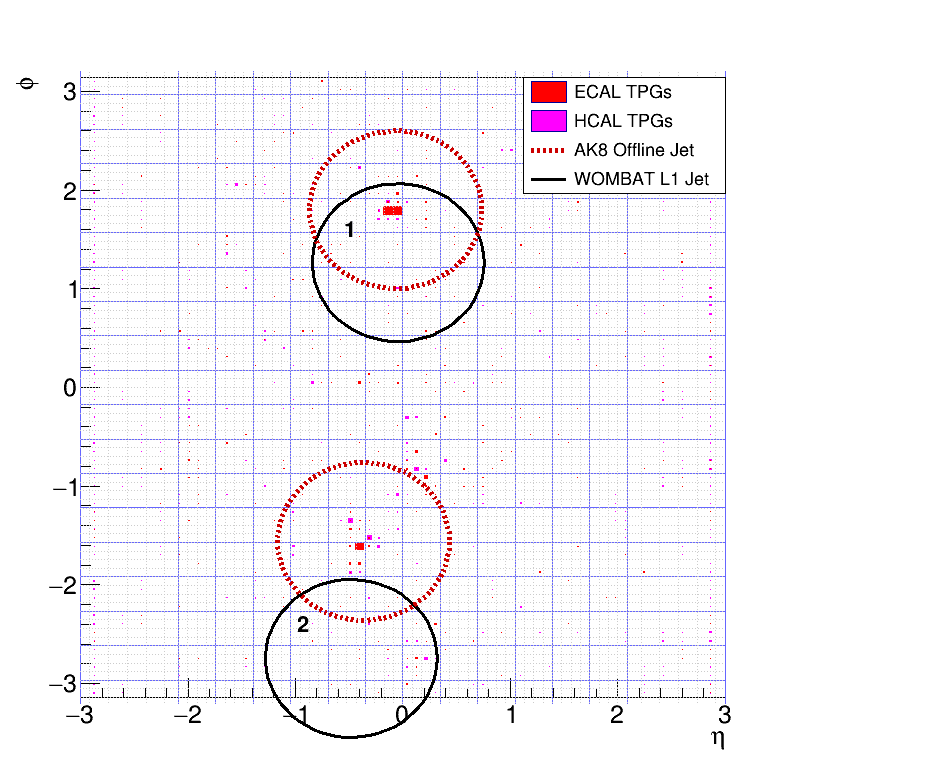 φ
ECAL TPGs
HCAL TPGs
AK8 Offline Jet
WOMBAT L1 Jet
3
2
1
0
−1
−2
−3
1
2
−3 −2 −1 0 1 2 3
η